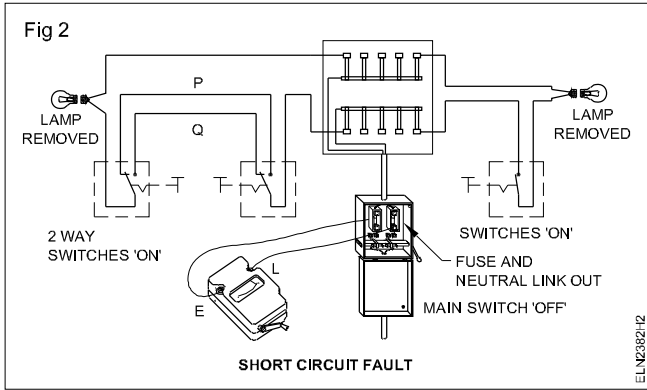 Fig 2
P
Q
LAMP
REMOVED
LAMP
REMOVED
2 WAY
SWITCHES 'ON'
SWITCHES 'ON'
L
E
FUSE AND
NEUTRAL LINK OUT
MAIN SWITCH 'OFF'
SHORT CIRCUIT FAULT
ELN2382H2